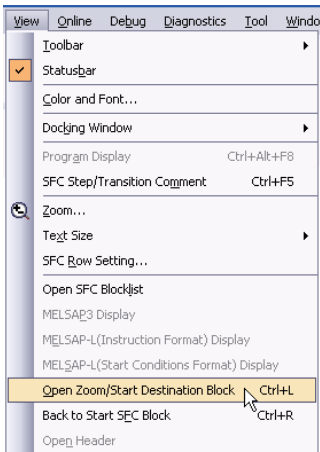 View Online Debug Diagnostics Tool Windo
Toolbar
Statusbar
Color and Font...
Docking Window
Program Display Ctrl+Alt+F8
SFC Step/Transition Comment Ctrl+F5
Zoom...
Text Size
SFC Row Setting...
Open SFC Blocklist
MELSAP3 Display
MELSAP-L(Instruction Format) Display
MELSAP-L(Start Conditions Format) Display
Open Zoom/Start Destination Block Ctrl+L
Back to Start SFC Block Ctrl+R
Open Header